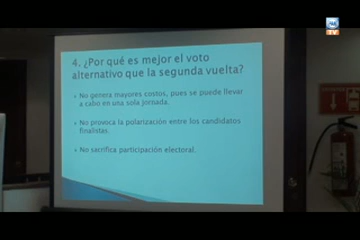 TV
4. ¿Por qué es mejor el voto
alternativo que la segunda vuelta?
No genera mayores costos, pues se puede llevar
a cabo en una sola jornada.
No provoca la polarización entre los candidatos
finalistas.
No sacrifica participación electoral.